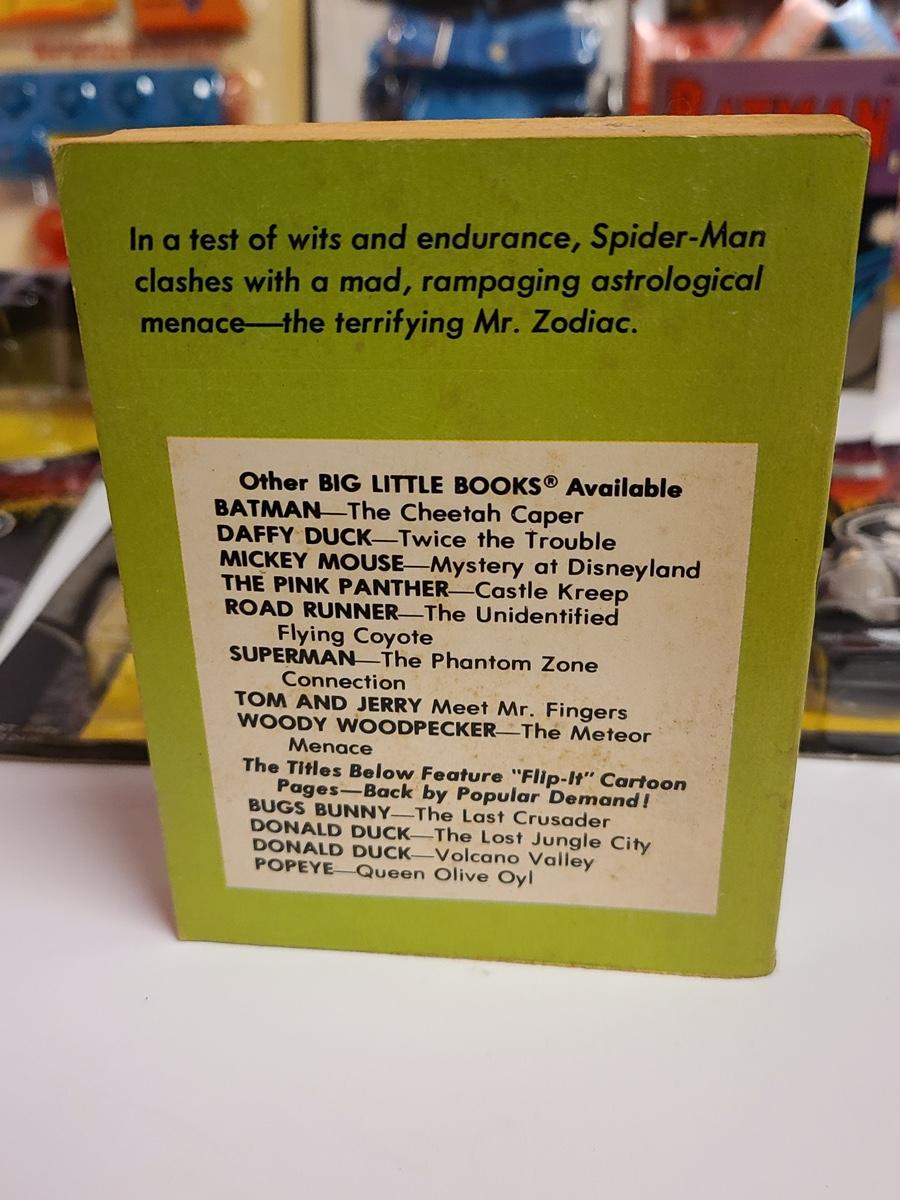 BATMAN
In a test of wits and endurance, Spider-Man
clashes with a mad, rampaging astrological
menace—the terrifying Mr. Zodiac.
Other BIG LITTLE BOOKS® Available
BATMAN—The Cheetah Caper
DAFFY DUCK—Twice the Trouble
MICKEY MOUSE—Mystery at Disneyland
THE PINK PANTHER—Castle Kreep
ROAD RUNNER—The Unidentified
Flying Coyote
SUPERMAN—The Phantom Zone
Connection
TOM AND JERRY Meet Mr. Fingers
WOODY WOODPECKER—The Meteor
Menace
The Titles Below Feature "Flip-It" Cartoon
Pages—Back by Popular Demand!
BUGS BUNNY—The Last Crusader
DONALD DUCK—The Lost Jungle City
DONALD DUCK—Volcano Valley
POPEYE—Queen Olive Oyl